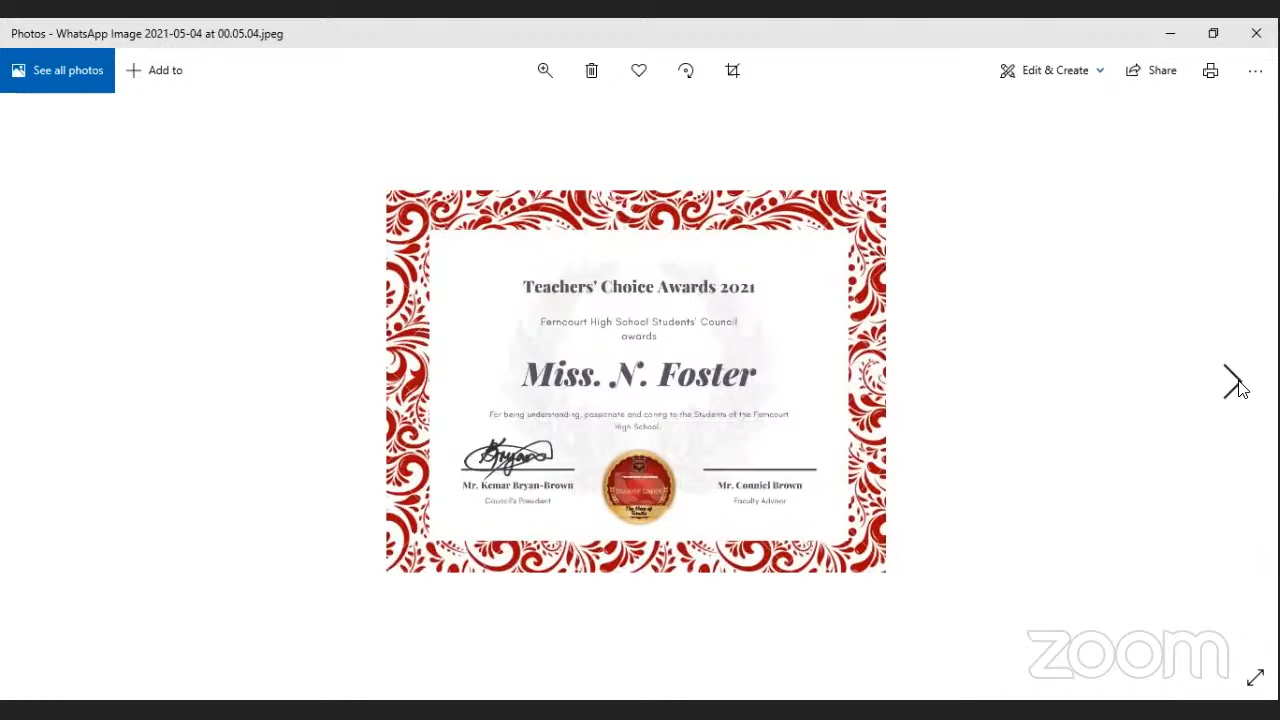 Photos - WhatsApp Image 2021-05-04 at 00.05.04.jpeg
See all photos
Add to
Edit & Create
Share
Teachers' Choice Awards 2021
Ferncourt High School Students' Council
awards
Miss. N. Foster
For being understanding, passionate and caring to the Students of the Ferncourt
High School.
Mr. Kemar Bryan-Brown
Mr. Conniel Brown
Council's President
Faculty Advisor
zoom